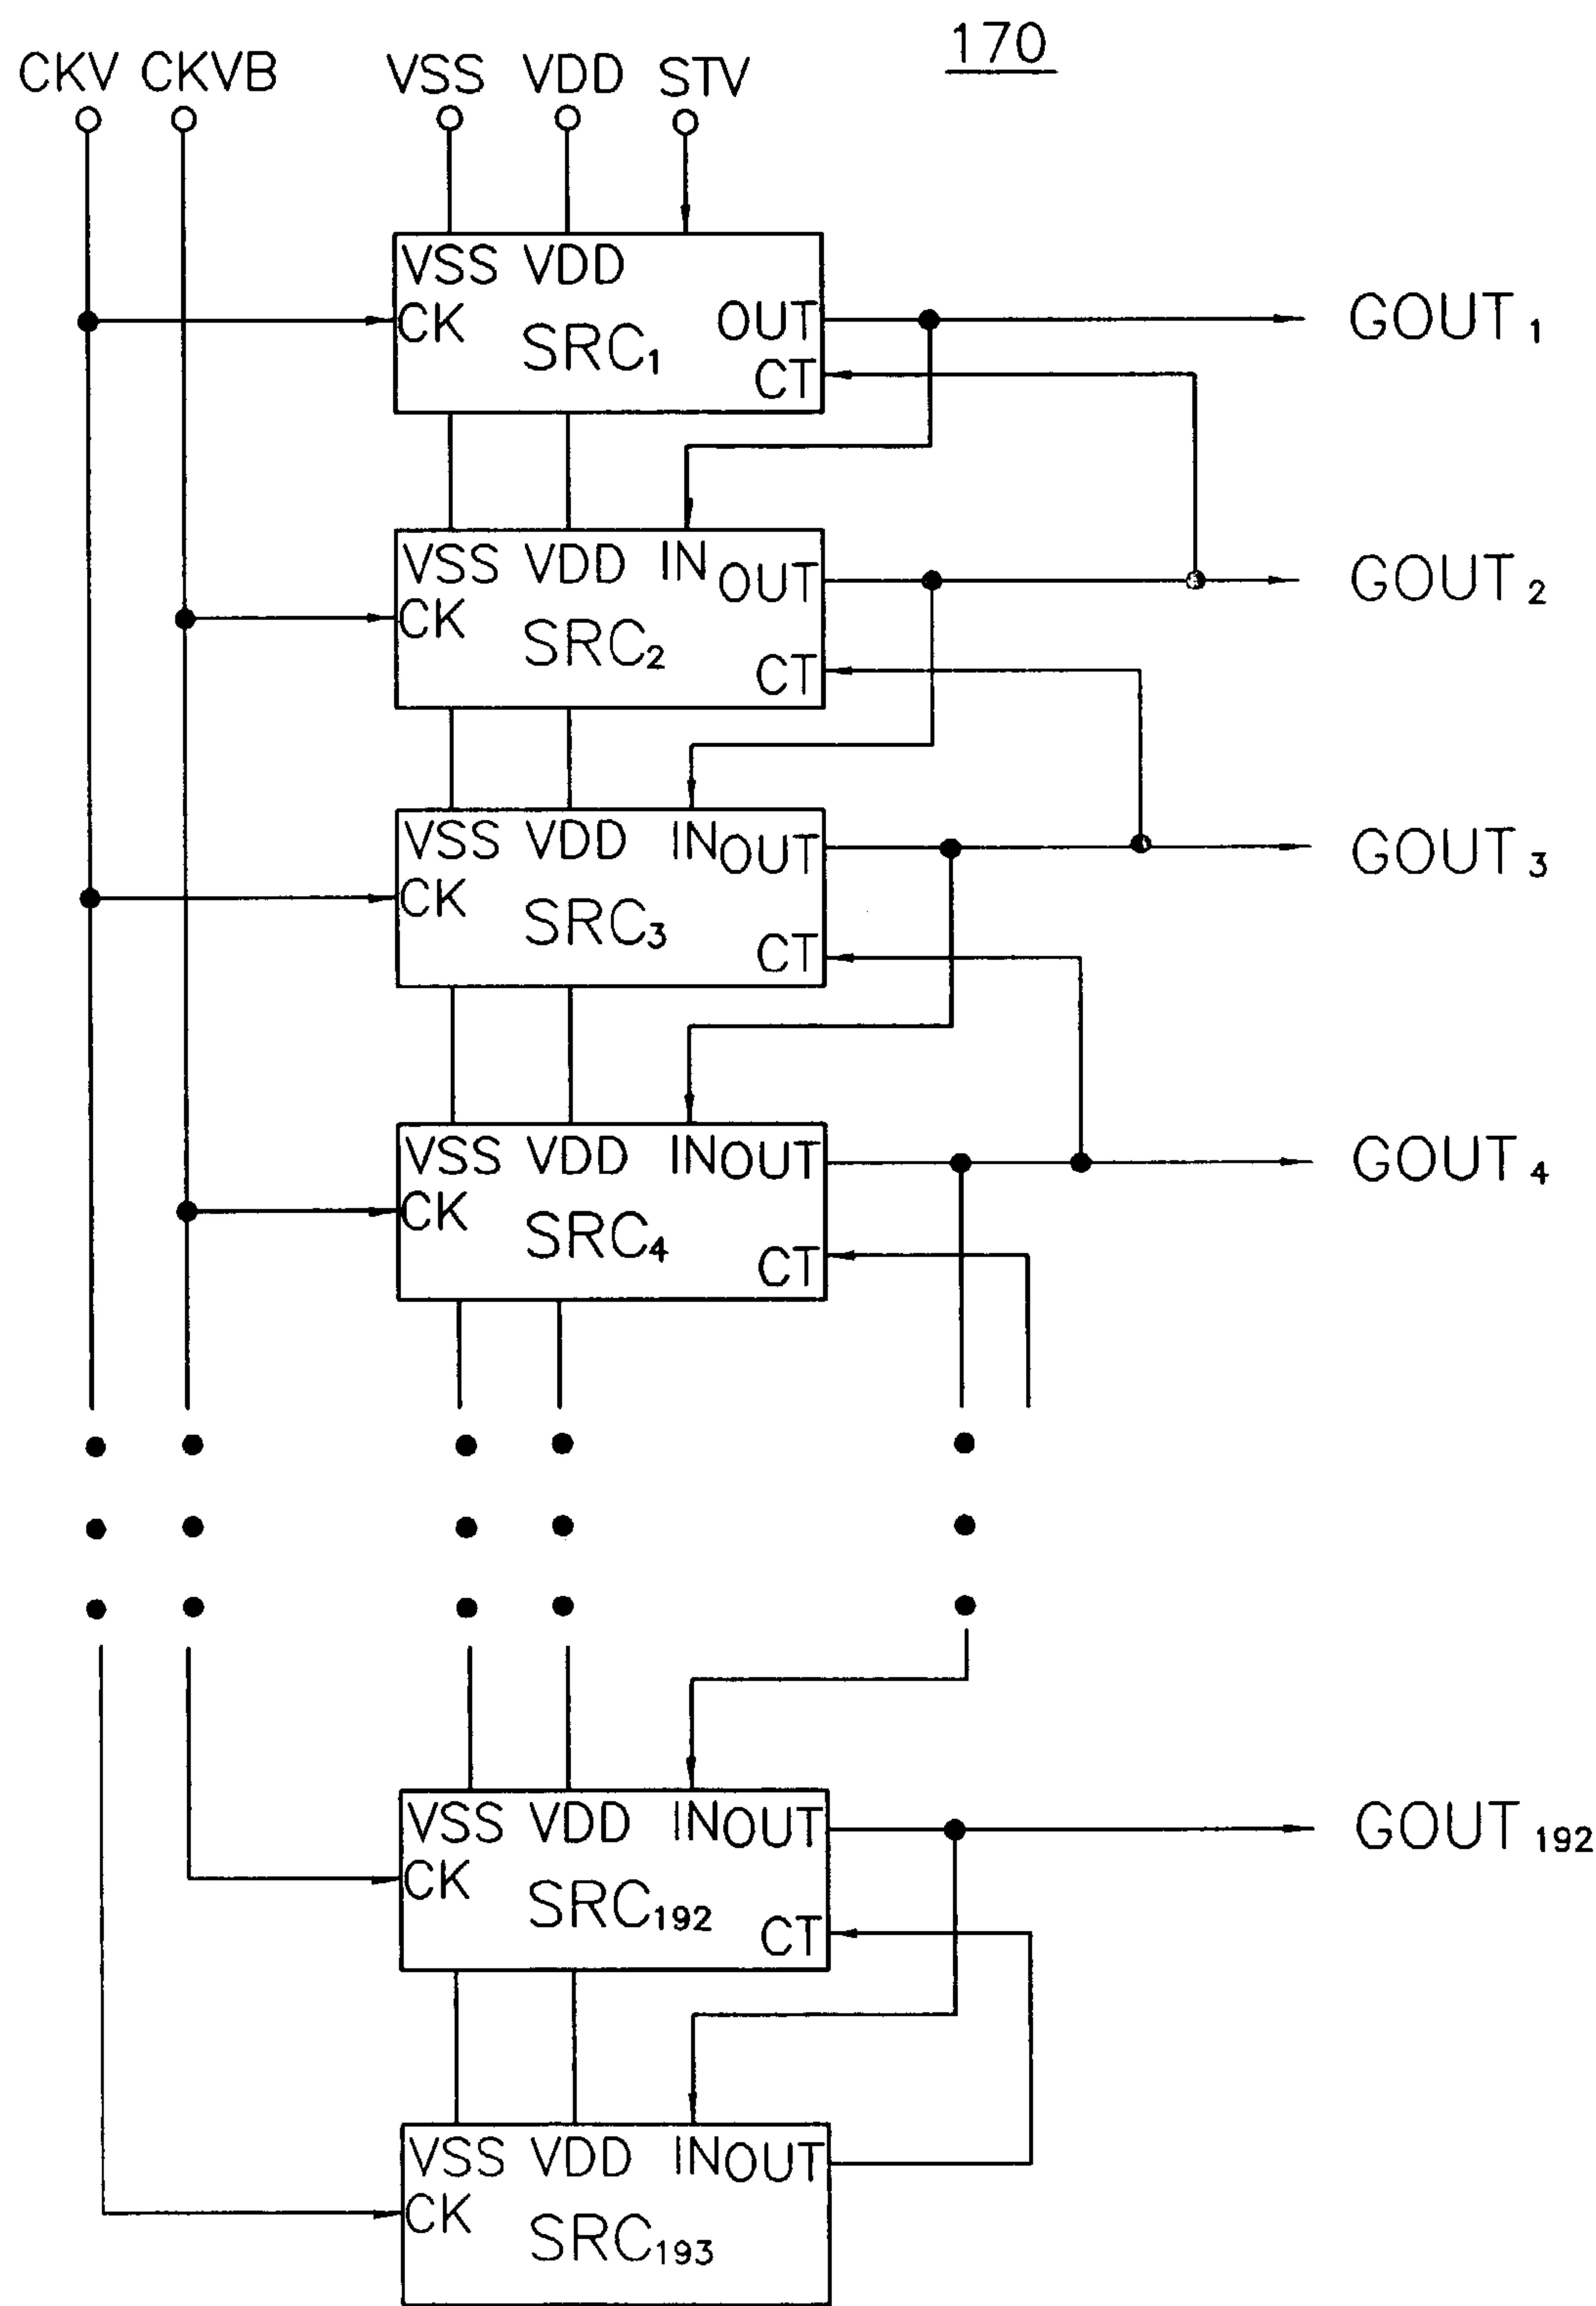 170
CKV CKVB VSS VDD STV
VSS VDD
CK OUT GOUT₁
SRC₁
CT
VSS VDD IN
OUT GOUT₂
CK
SRC₂
CT
VSS VDD IN OUT GOUT₃
CK
SRC₃
CT
VSS VDD IN OUT GOUT₄
CK
SRC₄
CT
VSS VDD IN OUT GOUT₁₉₂
CK
SRC₁₉₂
CT
VSS VDD IN OUT
CK
SRC₁₉₃